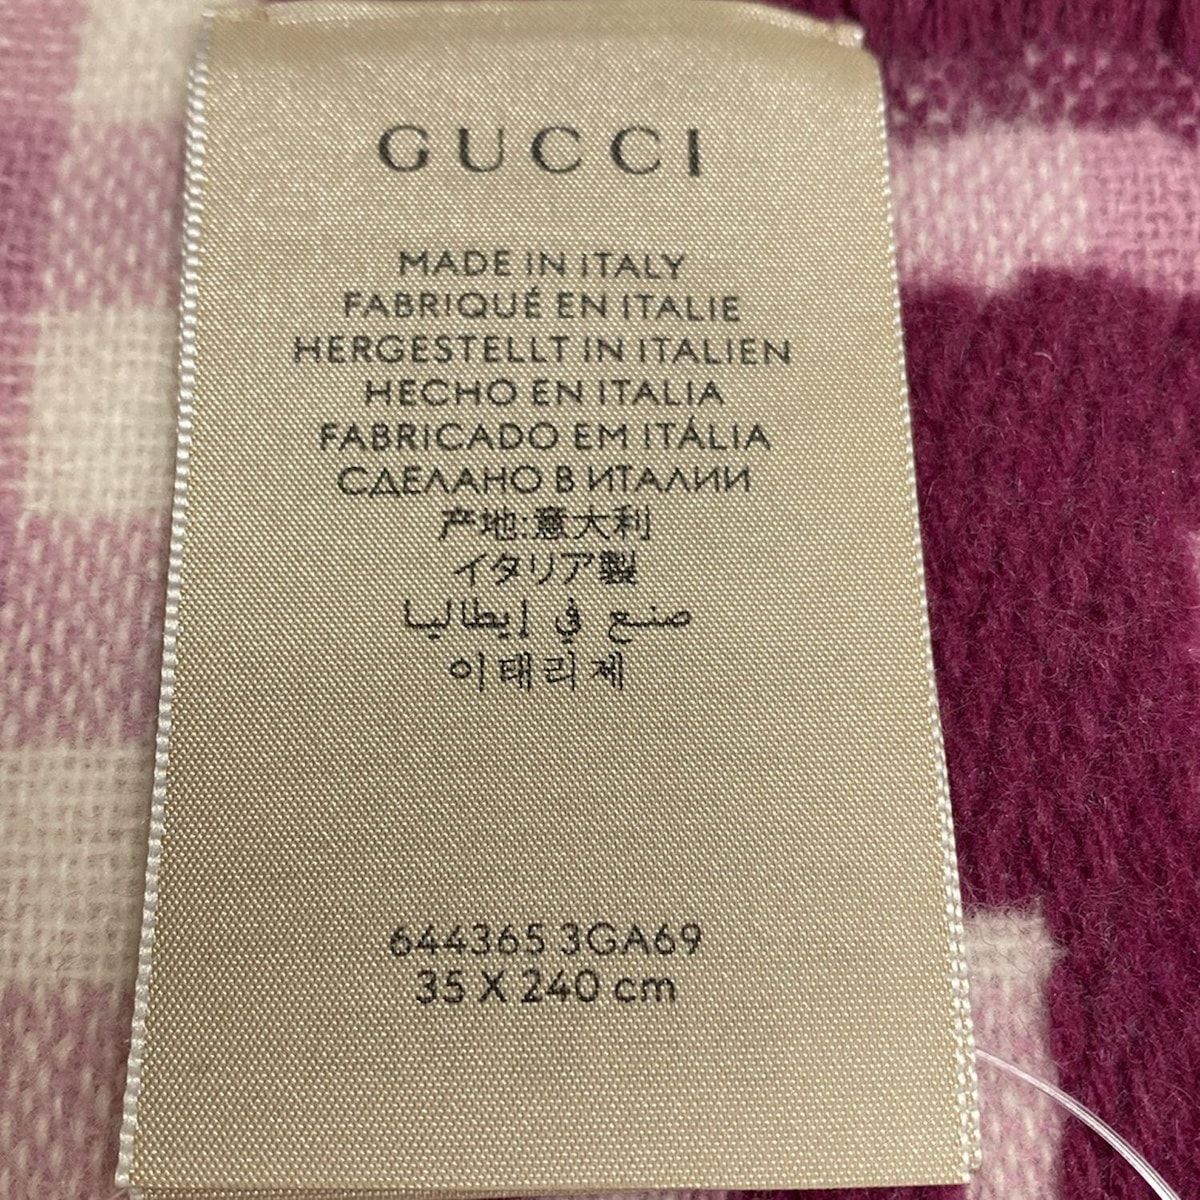 GUCCI
MADE IN ITALY
FABRIQUÉ EN ITALIE
HERGESTELLT IN ITALIEN
HECHO EN ITALIA
FABRICADO EM ITÁLIA
СДЕЛАНО В ИТАЛИИ
产地:意大利
イタリア製
صنع في إيطاليا
이태리제
644365 3GA69
35 X 240 cm